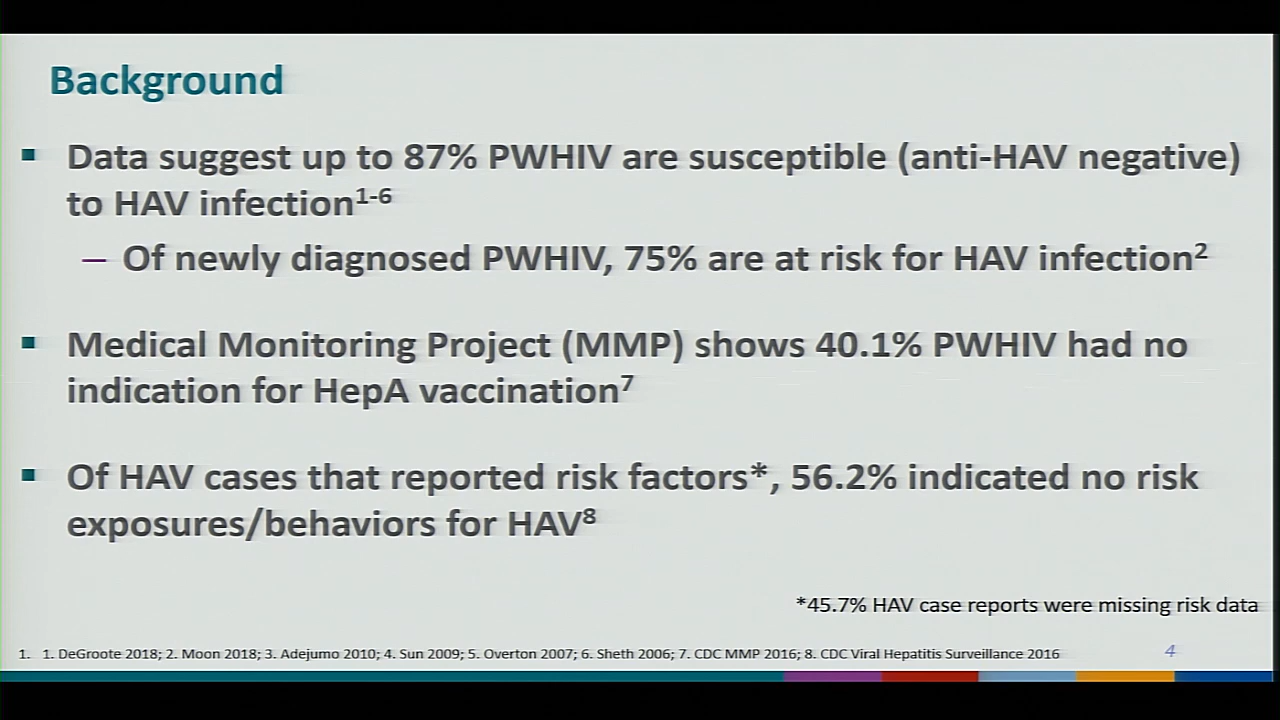 Background
▪ Data suggest up to 87% PWHIV are susceptible (anti-HAV negative)
to HAV infection1-6
— Of newly diagnosed PWHIV, 75% are at risk for HAV infection2
▪ Medical Monitoring Project (MMP) shows 40.1% PWHIV had no
indication for HepA vaccination7
▪ Of HAV cases that reported risk factors*, 56.2% indicated no risk
exposures/behaviors for HAV8
*45.7% HAV case reports were missing risk data
1. 1. DeGroote 2018; 2. Moon 2018; 3. Adejumo 2010; 4. Sun 2009; 5. Overton 2007; 6. Sheth 2006; 7. CDC MMP 2016; 8. CDC Viral Hepatitis Surveillance 2016
4